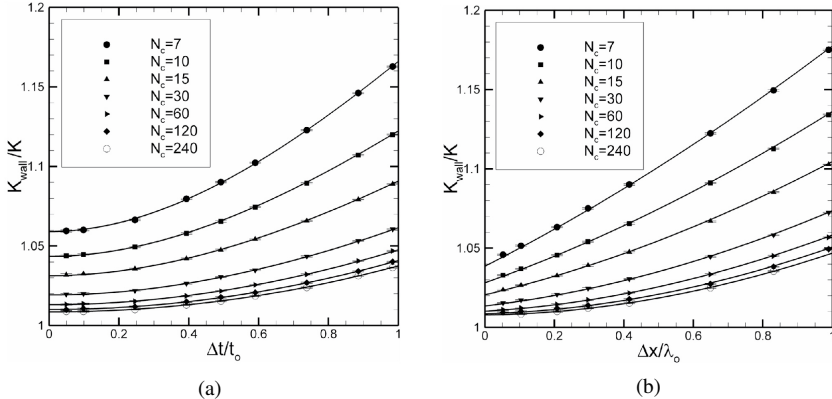 1.2
1.15
1.1
1.05
1
K_wall/K
N_c=7
N_c=10
N_c=15
N_c=30
N_c=60
N_c=120
N_c=240
0 0.2 0.4 0.6 0.8 1
Δt/t_o
(a)
1.2
1.15
1.1
1.05
1
K_wall/K
N_c=7
N_c=10
N_c=15
N_c=30
N_c=60
N_c=120
N_c=240
0 0.2 0.4 0.6 0.8 1
Δx/λ_o
(b)